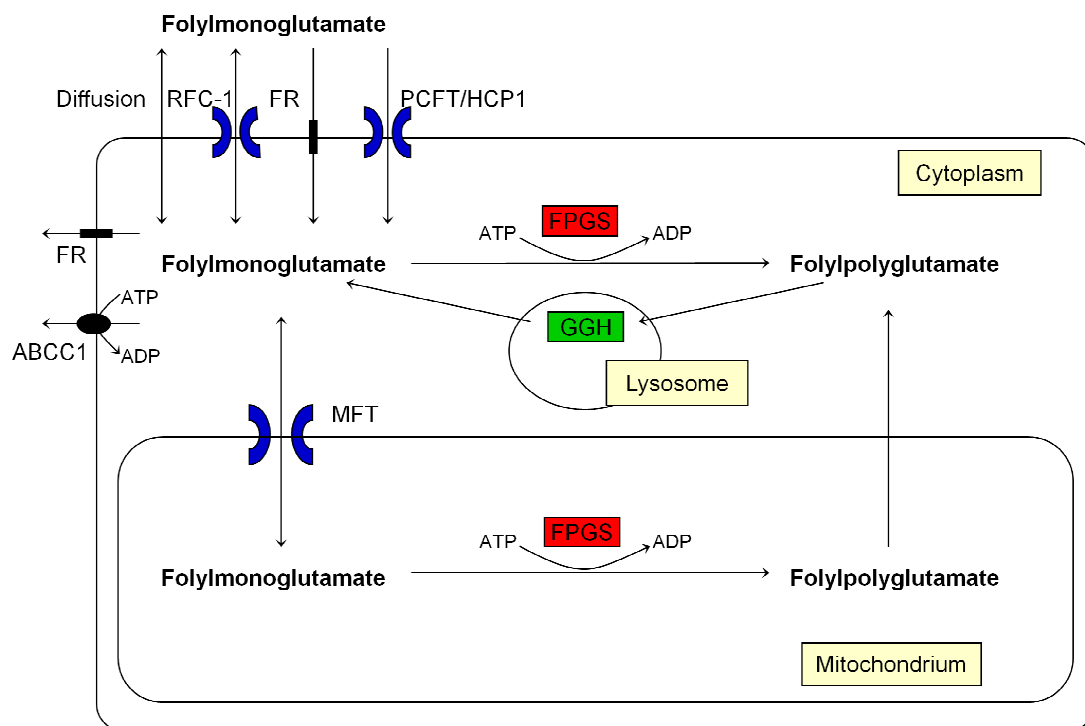 Folylmonoglutamate
Diffusion RFC-1 FR PCFT/HCP1
Cytoplasm
FPGS
ATP ADP
FR
Folylmonoglutamate Folylpolyglutamate
ATP
GGH
ABCC1 ADP
Lysosome
MFT
FPGS
ATP ADP
Folylmonoglutamate Folylpolyglutamate
Mitochondrium